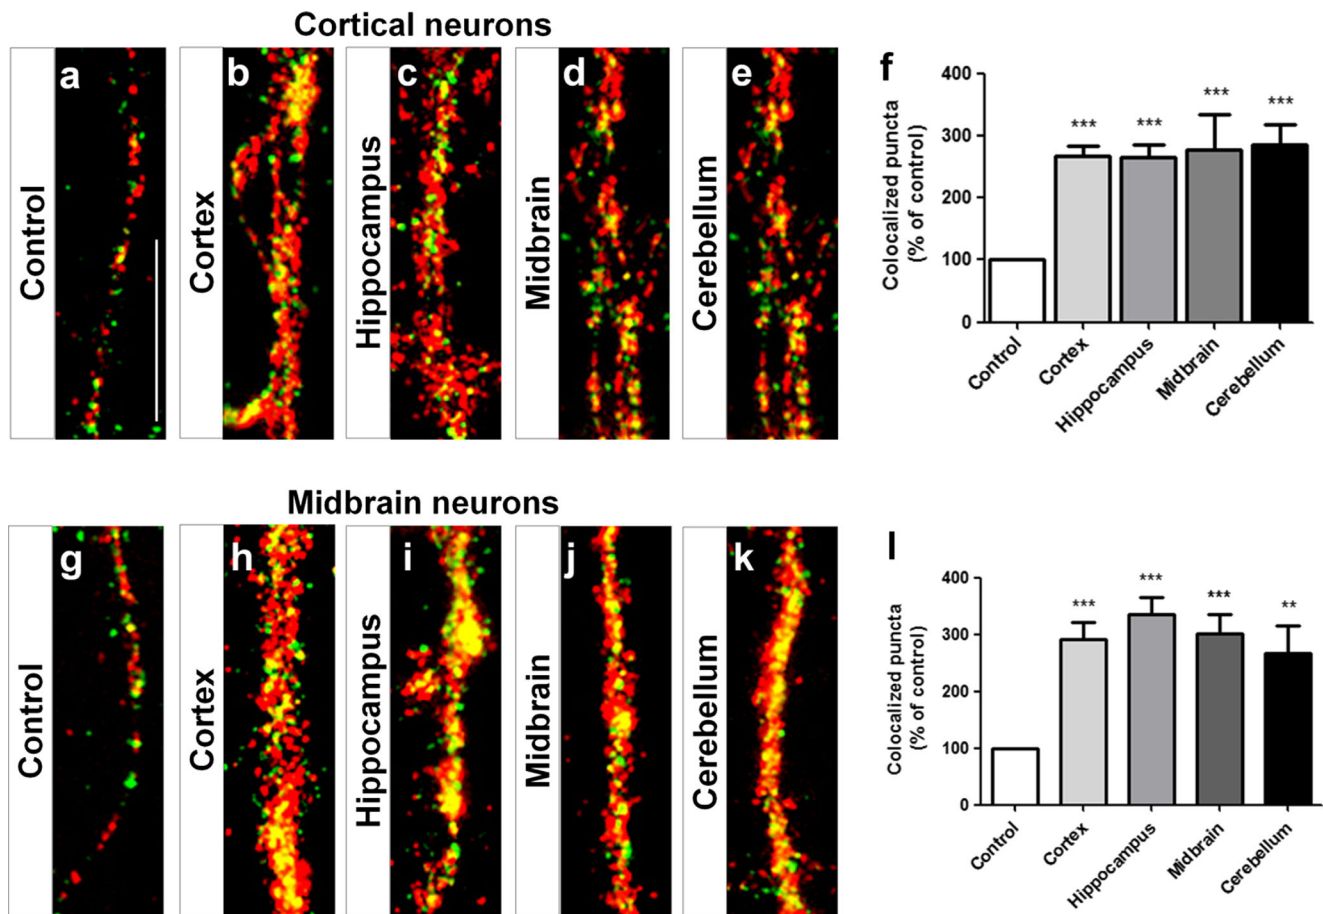 Cortical neurons
Control
a
Cortex
b
Hippocampus
c
Midbrain
d
Cerebellum
e
f
Colocalized puncta
(% of control)
400
300
200
100
0
***
***
***
***
Control
Cortex
Hippocampus
Midbrain
Cerebellum
Midbrain neurons
Control
g
Cortex
h
Hippocampus
i
Midbrain
j
Cerebellum
k
l
Colocalized puncta
(% of control)
400
300
200
100
0
***
***
***
**
Control
Cortex
Hippocampus
Midbrain
Cerebellum